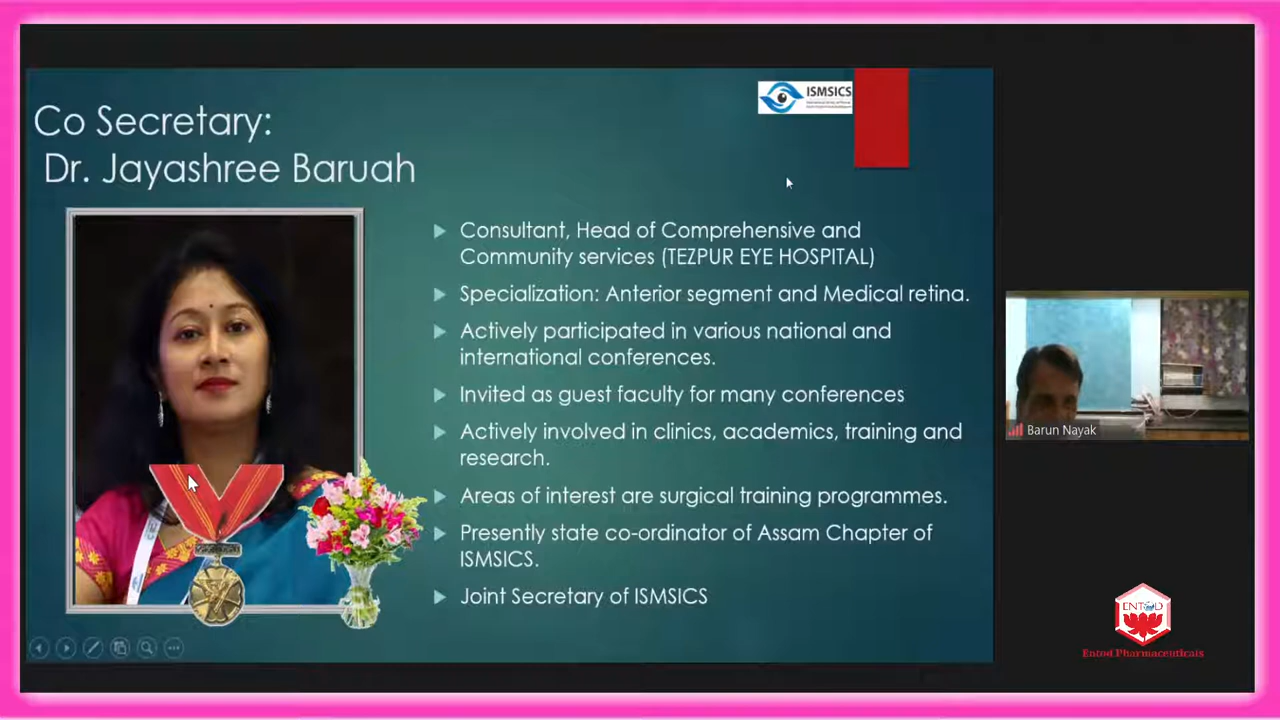 ISMSICS
Co Secretary:
Dr. Jayashree Baruah
Consultant, Head of Comprehensive and
Community services (TEZPUR EYE HOSPITAL)
Specialization: Anterior segment and Medical retina.
Actively participated in various national and
international conferences.
Invited as guest faculty for many conferences
Actively involved in clinics, academics, training and
research.
Areas of interest are surgical training programmes.
Presently state co-ordinator of Assam Chapter of
ISMSICS.
Joint Secretary of ISMSICS
Barun Nayak
ENTOD
Entod Pharmaceuticals